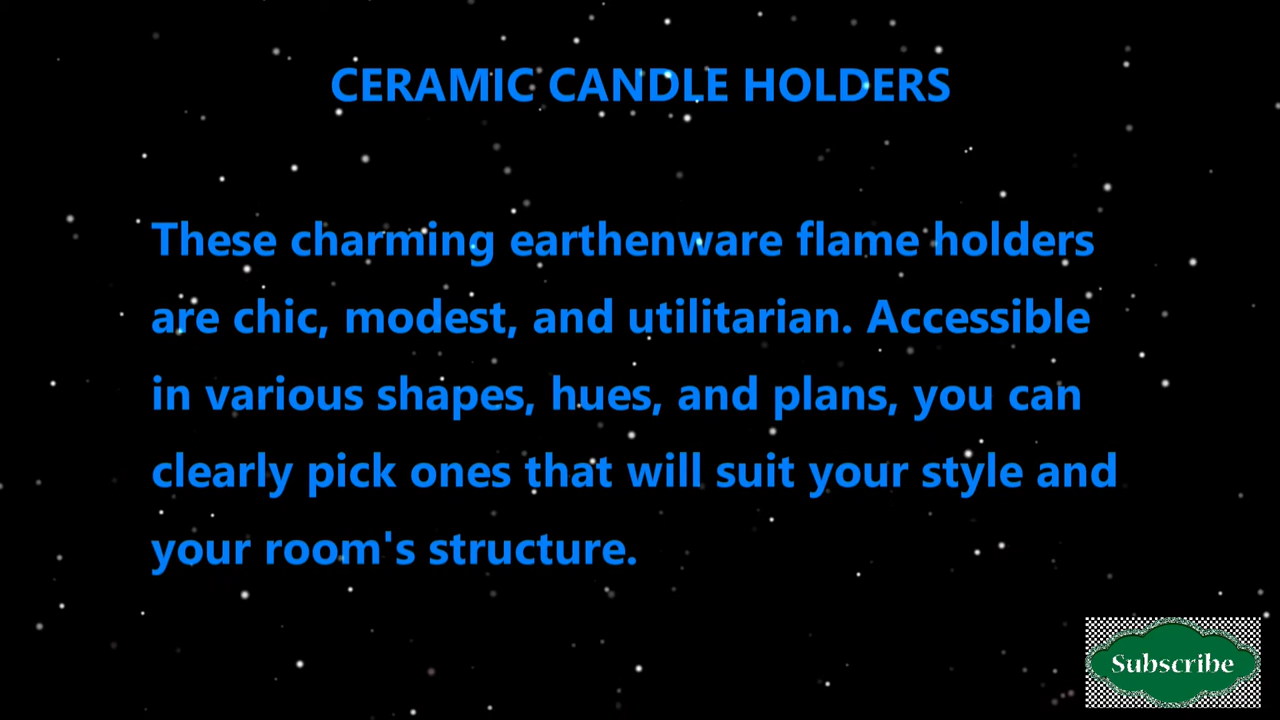 CERAMIC CANDLE HOLDERS
These charming earthenware flame holders
are chic, modest, and utilitarian. Accessible
in various shapes, hues, and plans, you can
clearly pick ones that will suit your style and
your room's structure.
Subscribe